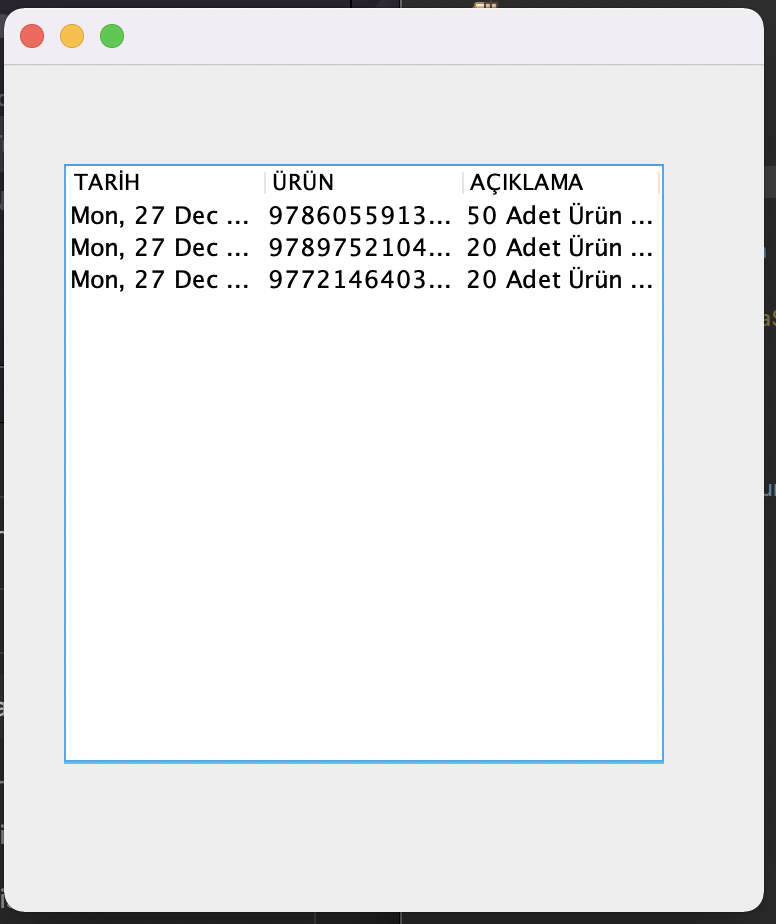 TARİH ÜRÜN AÇIKLAMA
Mon, 27 Dec ... 9786055913... 50 Adet Ürün ...
Mon, 27 Dec ... 9789752104... 20 Adet Ürün ...
Mon, 27 Dec ... 9772146403... 20 Adet Ürün ...